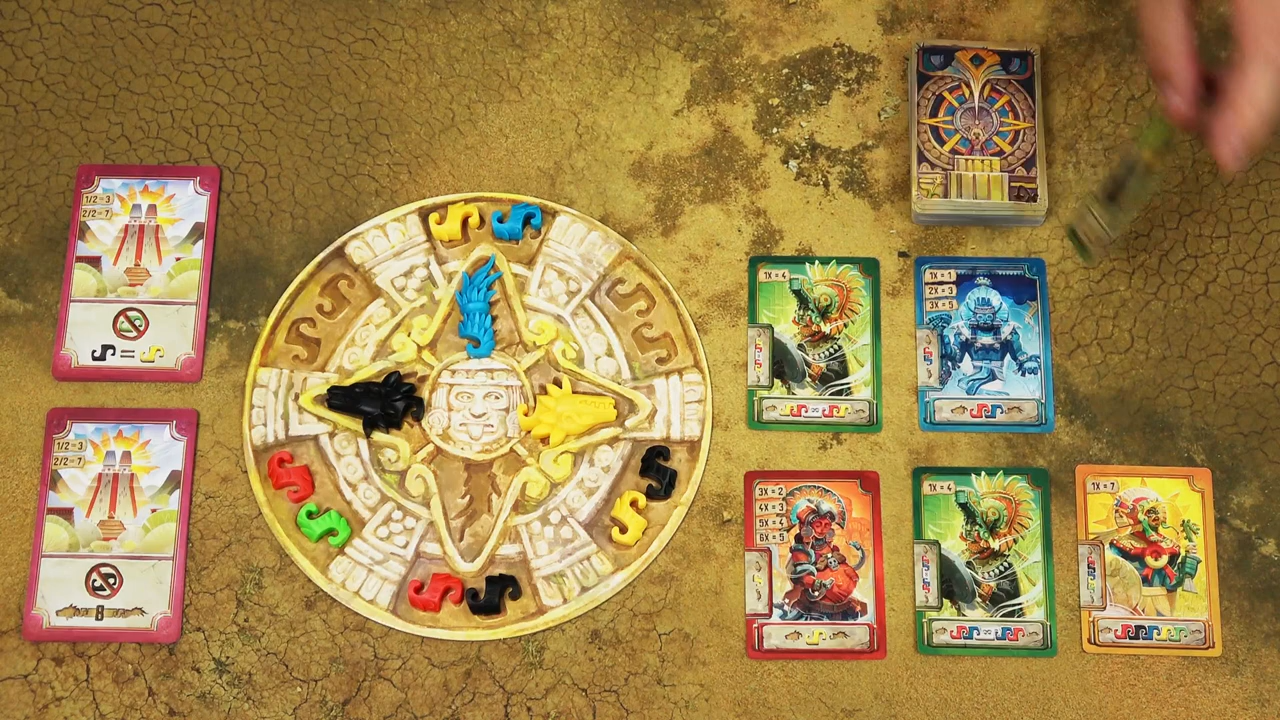 1/2=3
2/2=7
=
1/2=3
2/2=7
B
1X=4
=
1X=1
2X=3
3X=5
3X=2
4X=3
5X=4
6X=5
1X=4
=
1X=7